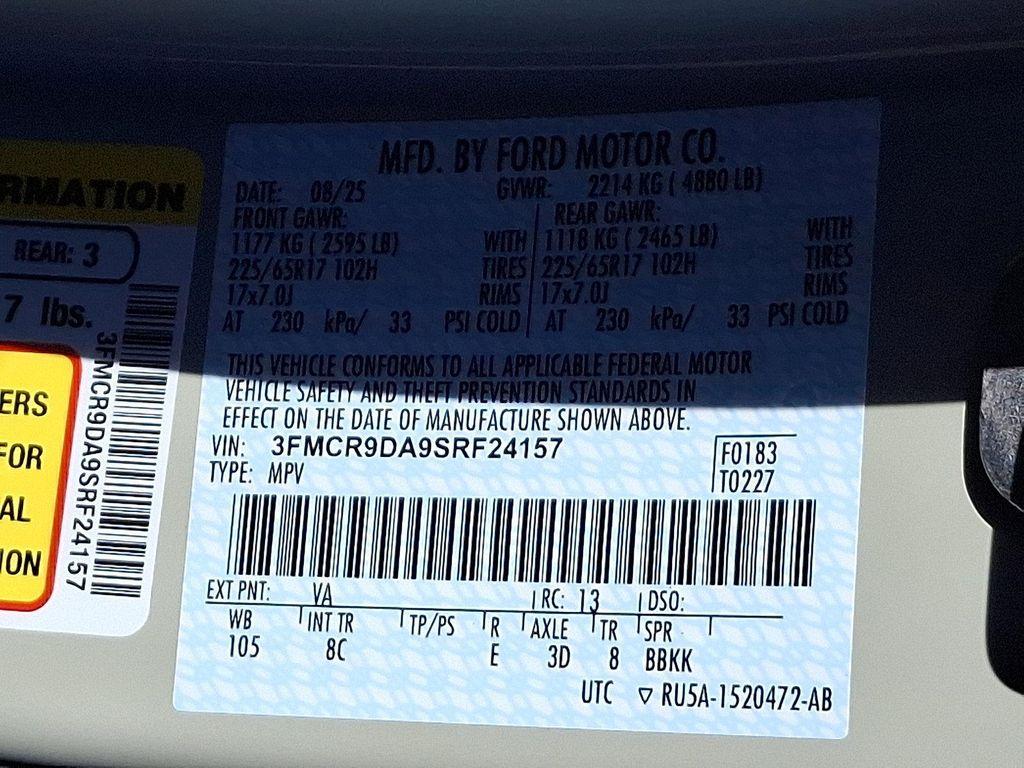 RMATION
REAR: 3
7 lbs.
ERS
FOR
AL
ION
3FMCR9DA9SRF24157
MFD. BY FORD MOTOR CO.
DATE: 08/25 GVWR: 2214 KG ( 4880 LB)
FRONT GAWR: REAR GAWR:
1177 KG ( 2595 LB) WITH 1118 KG ( 2465 LB) WITH
225/65R17 102H TIRES 225/65R17 102H TIRES
17x7.0J RIMS 17x7.0J RIMS
AT 230 kPa/ 33 PSI COLD AT 230 kPa/ 33 PSI COLD
THIS VEHICLE CONFORMS TO ALL APPLICABLE FEDERAL MOTOR
VEHICLE SAFETY AND THEFT PREVENTION STANDARDS IN
EFFECT ON THE DATE OF MANUFACTURE SHOWN ABOVE.
VIN: 3FMCR9DA9SRF24157 F0183
TYPE: MPV T0227
EXT PNT: VA RC: 13 DSO:
WB INT TR TP/PS R AXLE TR SPR
105 8C E 3D 8 BBKK
UTC ▽ RU5A-1520472-AB